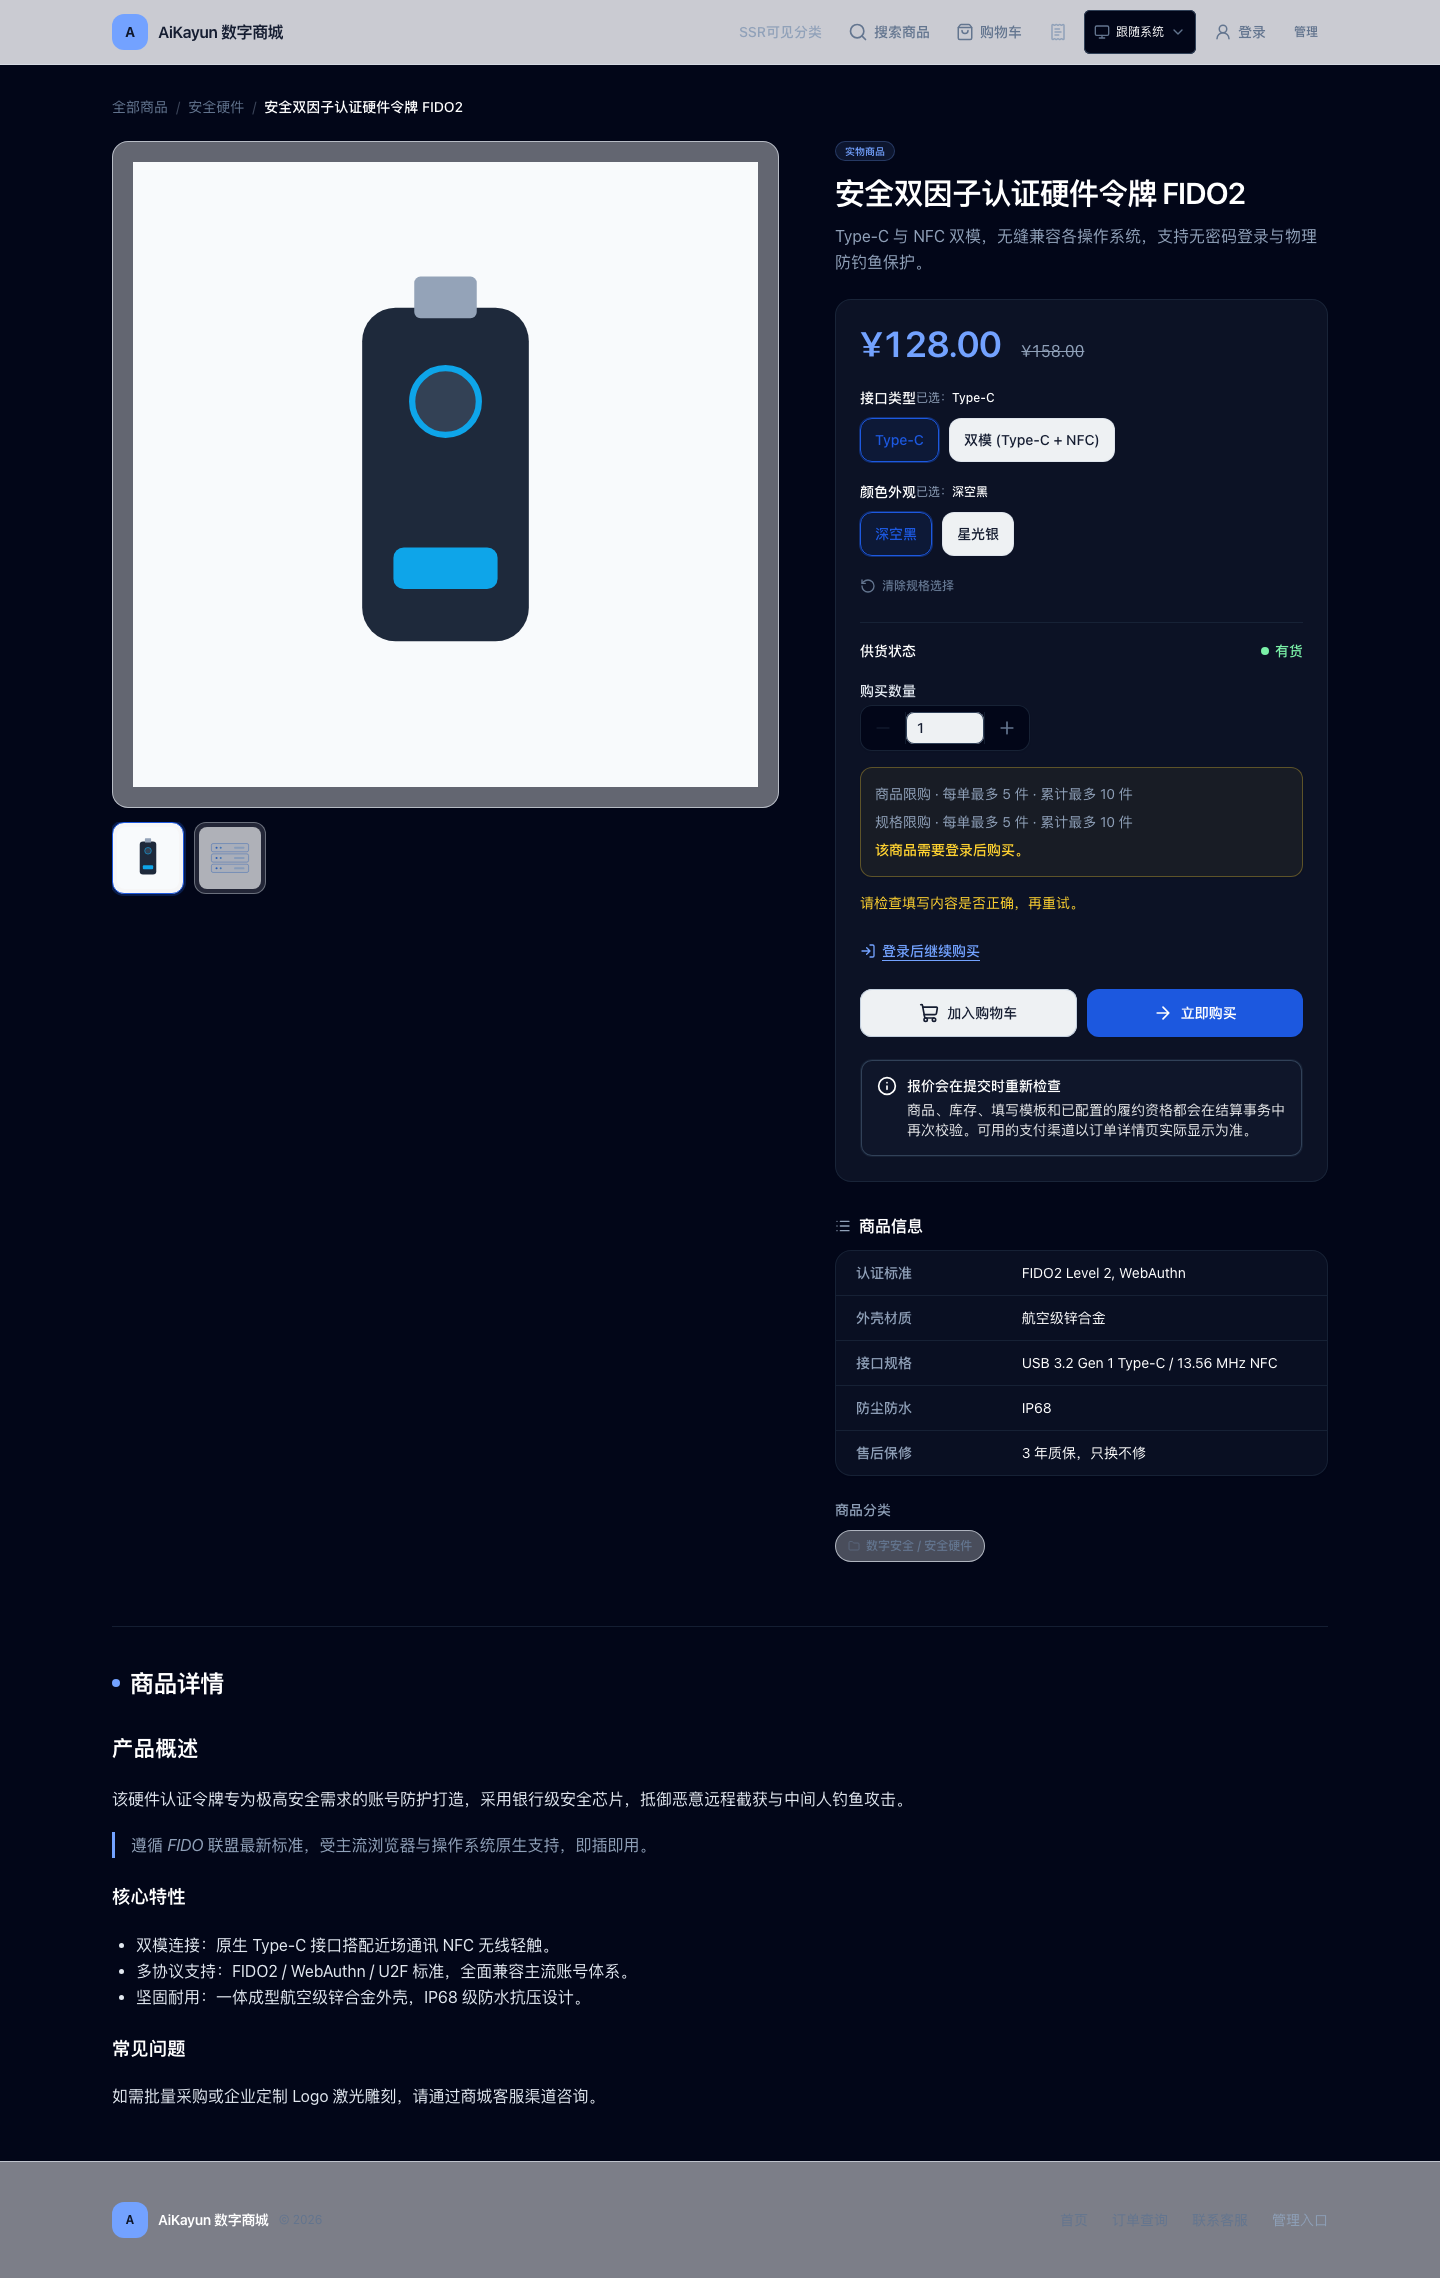 A AiKayun 数字商城 SSR可见分类 搜索商品 购物车 跟随系统 登录 管理
全部商品 / 安全硬件 / 安全双因子认证硬件令牌 FIDO2
实物商品
安全双因子认证硬件令牌 FIDO2
Type-C 与 NFC 双模，无缝兼容各操作系统，支持无密码登录与物理
防钓鱼保护。
¥128.00 ¥158.00
接口类型已选：Type-C
Type-C 双模 (Type-C + NFC)
颜色外观已选：深空黑
深空黑 星光银
清除规格选择
供货状态 有货
购买数量
1
商品限购 · 每单最多 5 件 · 累计最多 10 件
规格限购 · 每单最多 5 件 · 累计最多 10 件
该商品需要登录后购买。
请检查填写内容是否正确，再重试。
登录后继续购买
加入购物车 立即购买
报价会在提交时重新检查
商品、库存、填写模板和已配置的履约资格都会在结算事务中
再次校验。可用的支付渠道以订单详情页实际显示为准。
商品信息
认证标准 FIDO2 Level 2, WebAuthn
外壳材质 航空级锌合金
接口规格 USB 3.2 Gen 1 Type-C / 13.56 MHz NFC
防尘防水 IP68
售后保修 3 年质保，只换不修
商品分类
数字安全 / 安全硬件
商品详情
产品概述
该硬件认证令牌专为极高安全需求的账号防护打造，采用银行级安全芯片，抵御恶意远程截获与中间人钓鱼攻击。
遵循 FIDO 联盟最新标准，受主流浏览器与操作系统原生支持，即插即用。
核心特性
双模连接：原生 Type-C 接口搭配近场通讯 NFC 无线轻触。
多协议支持：FIDO2 / WebAuthn / U2F 标准，全面兼容主流账号体系。
坚固耐用：一体成型航空级锌合金外壳，IP68 级防水抗压设计。
常见问题
如需批量采购或企业定制 Logo 激光雕刻，请通过商城客服渠道咨询。
A AiKayun 数字商城 © 2026 首页 订单查询 联系客服 管理入口